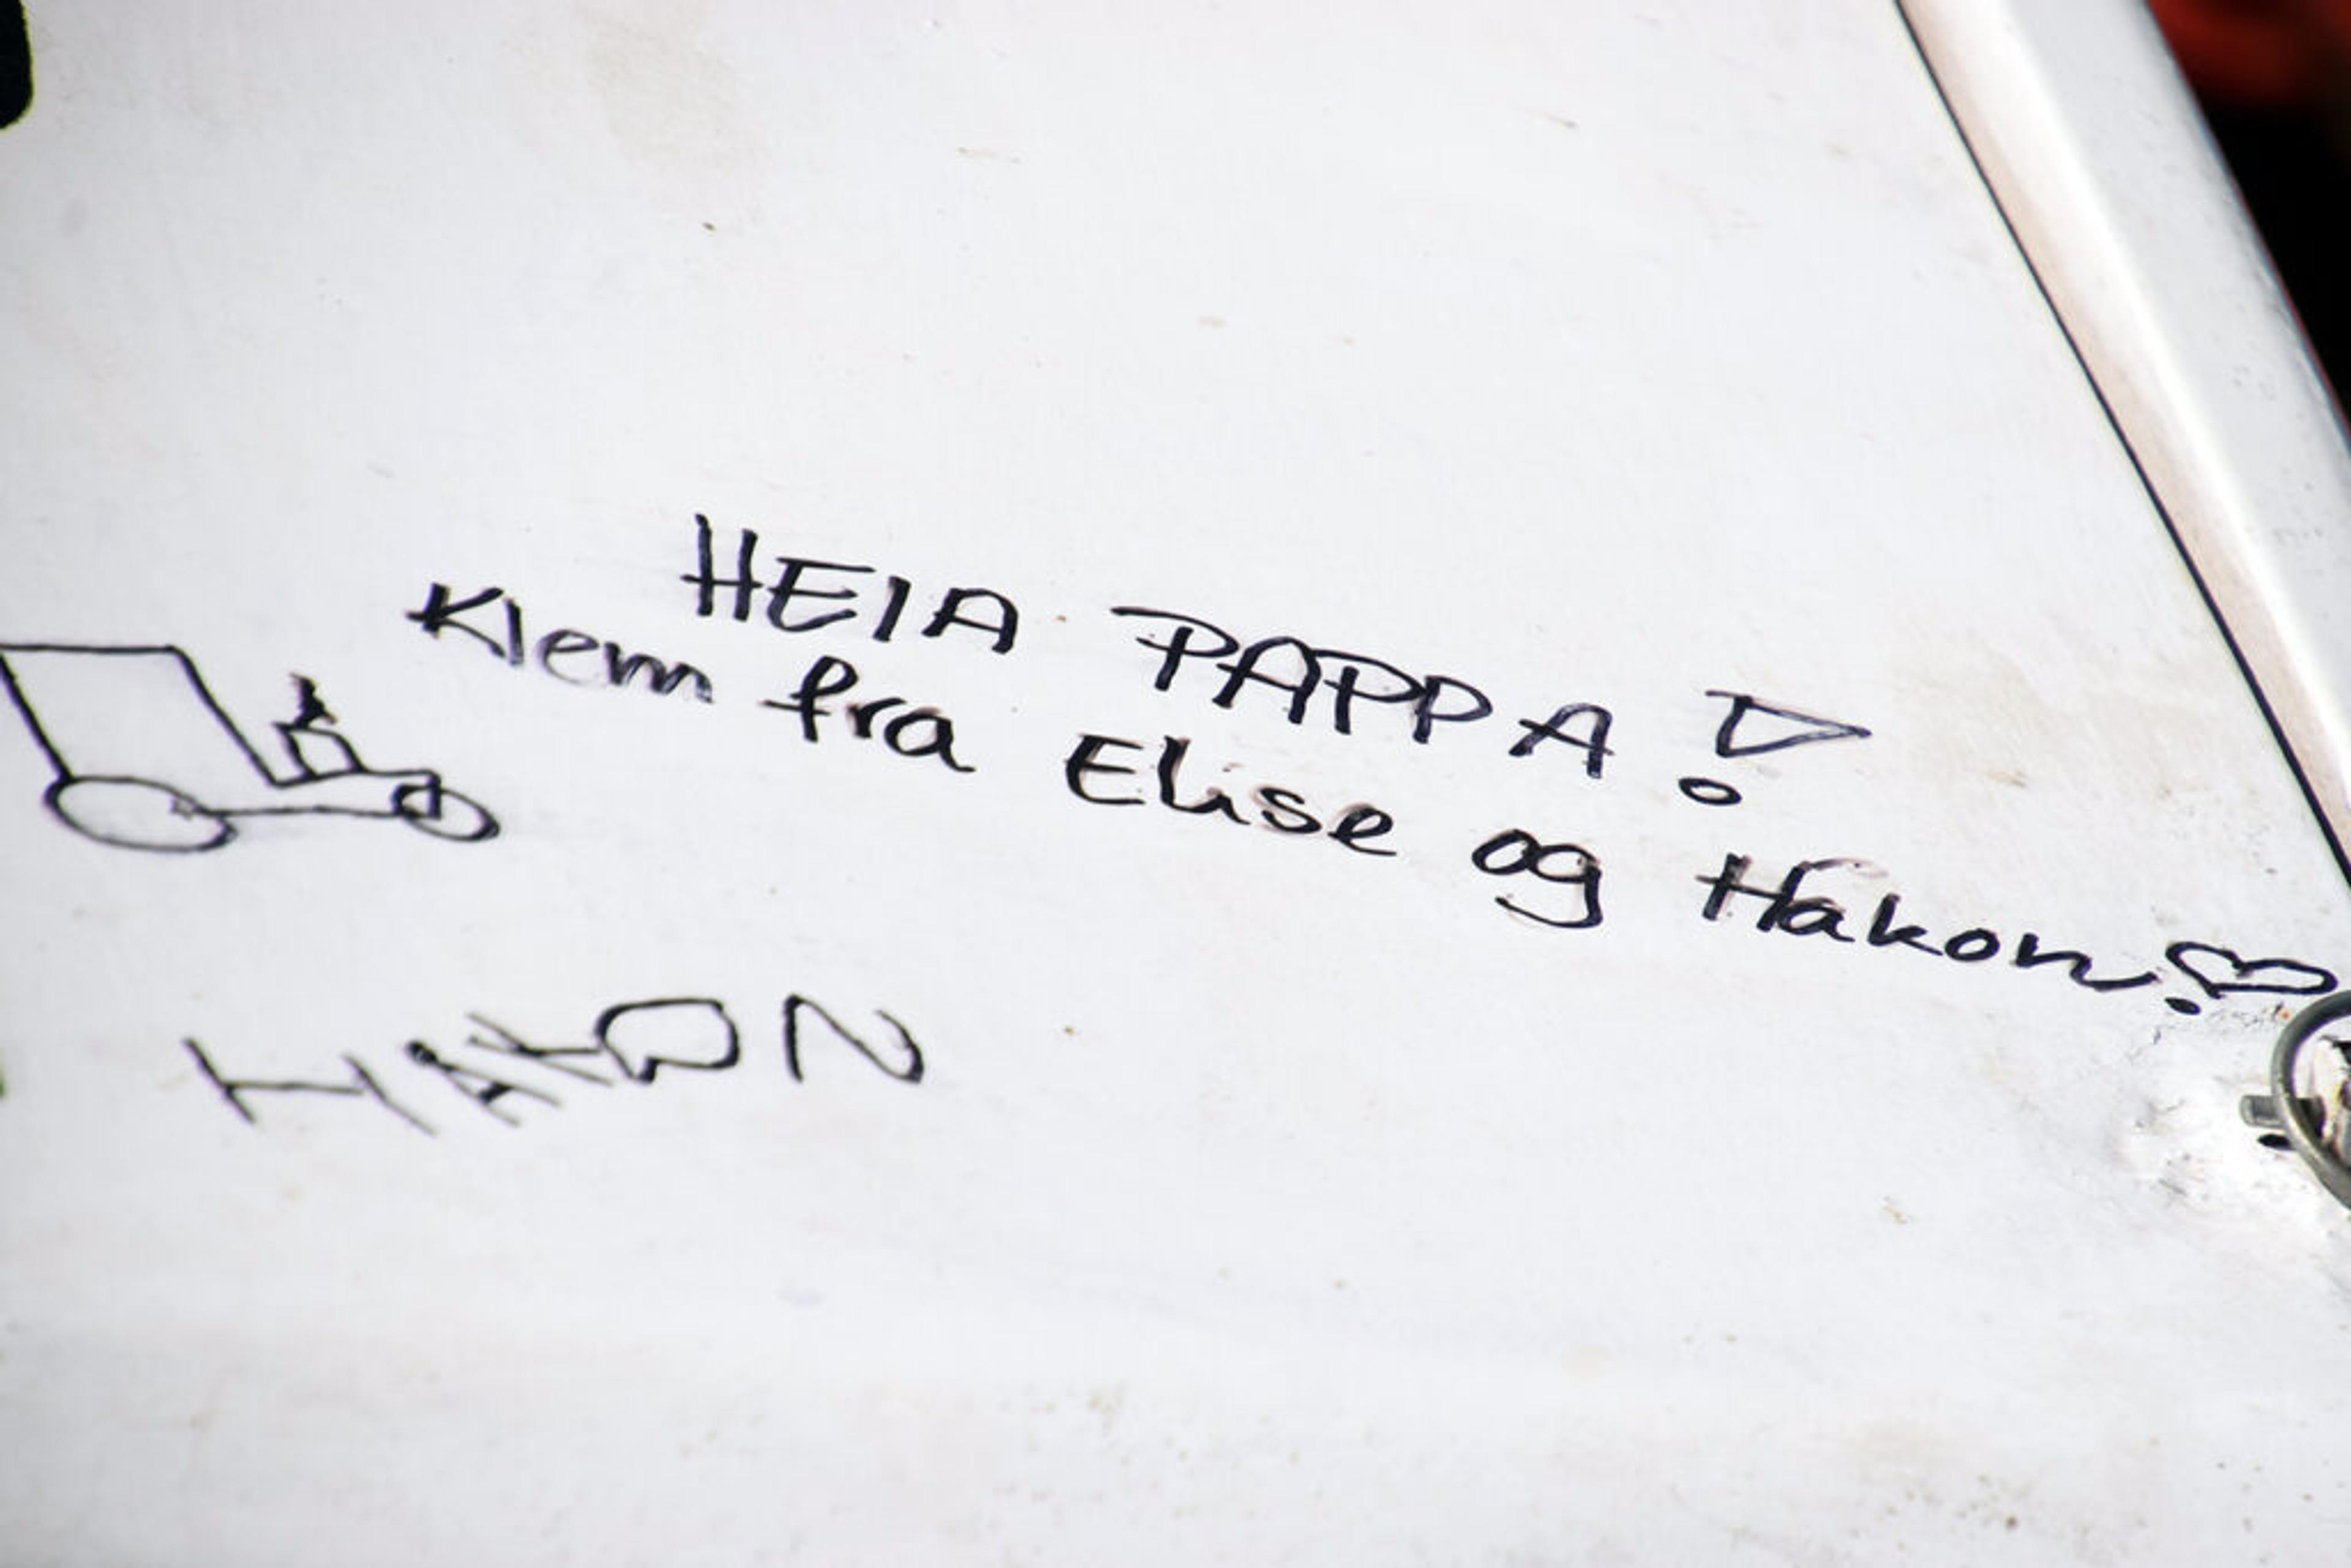 HEIA PAPPA!
Klem fra Elise og Håkon! ♡
HÅKON